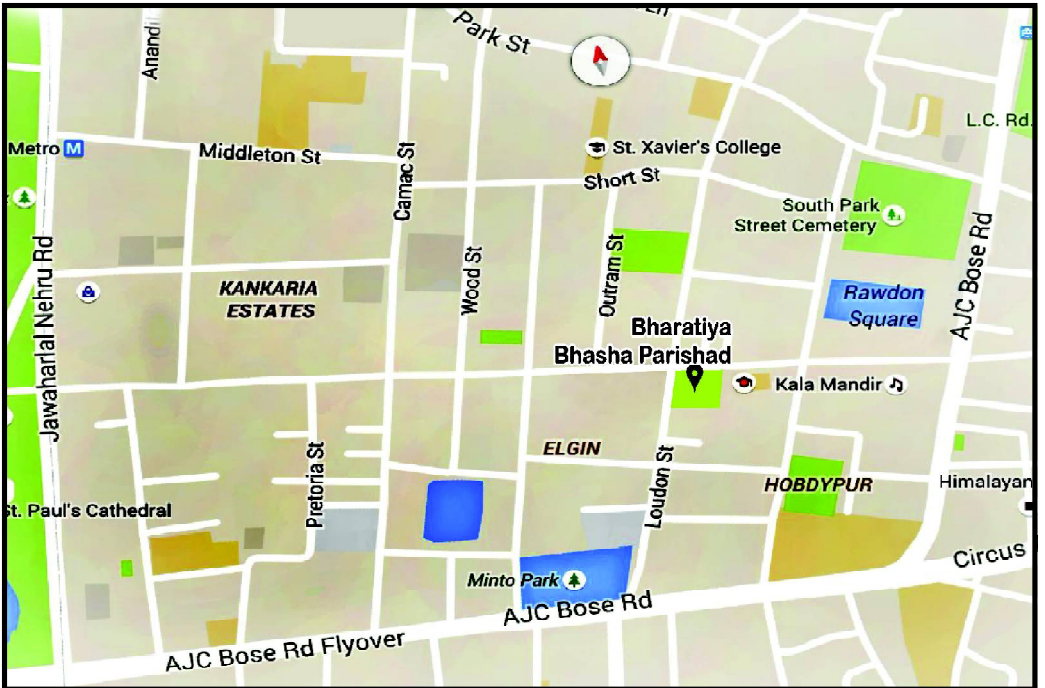 Park St
Anandi
L.C. Rd.
Metro M
Middleton St
St. Xavier's College
Camac St
Short St
South Park
Street Cemetery
Jawaharlal Nehru Rd
KANKARIA
ESTATES
Wood St
Outram St
AJC Bose Rd
Rawdon
Square
Bharatiya
Bhasha Parishad
Kala Mandir
Pretoria St
ELGIN
Loudon St
HOBDYPUR
Himalayan
St. Paul's Cathedral
Circus
Minto Park
AJC Bose Rd
AJC Bose Rd Flyover